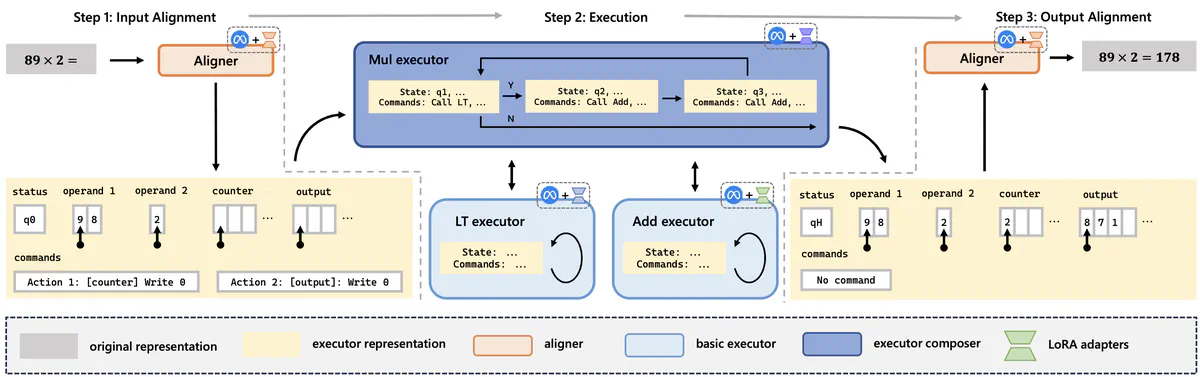 Step 1: Input Alignment
Step 2: Execution
Step 3: Output Alignment
89 × 2 =
Aligner
+
Mul executor
+
State: q1, ...
Commands: Call LT, ...
Y
N
State: q2, ...
Commands: Call Add, ...
State: q3, ...
Commands: Call Add, ...
Aligner
+
89 × 2 = 178
status
operand 1
operand 2
counter
output
q0
9 8
2
...
...
commands
Action 1: [counter] Write 0
Action 2: [output]: Write 0
LT executor
+
State: ...
Commands: ...
Add executor
+
State: ...
Commands: ...
status
operand 1
operand 2
counter
output
qH
9 8
2
2
...
8 7 1
...
commands
No command
original representation
executor representation
aligner
basic executor
executor composer
LoRA adapters